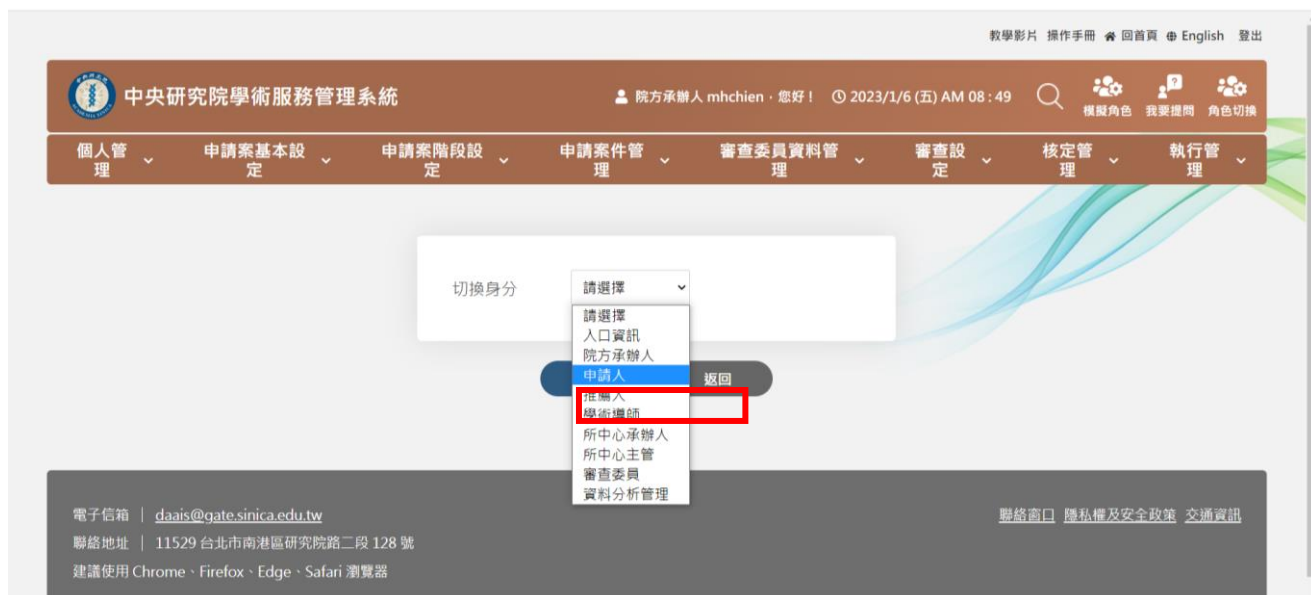 教學影片 操作手冊 回首頁 English 登出
中央研究院學術服務管理系統
院方承辦人 mhchien,您好! 2023/1/6 (五) AM 08 : 49
模擬角色 我要提問 角色切換
個人管理 申請案基本設定 申請案階段設定 申請案件管理 審查委員資料管理 審查設定 核定管理 執行管理
切換身分 請選擇
請選擇
入口資訊
院方承辦人
申請人
返回
推薦人
學術導師
所中心承辦人
所中心主管
審查委員
資料分析管理
電子信箱 | daais@gate.sinica.edu.tw
聯絡窗口 隱私權及安全政策 交通資訊
聯絡地址 | 11529 台北市南港區研究院路二段 128 號
建議使用 Chrome、Firefox、Edge、Safari 瀏覽器